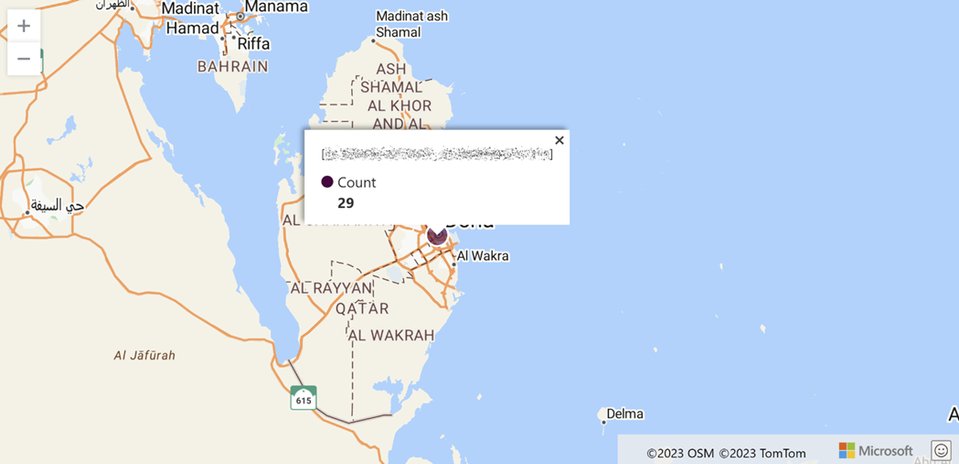 الظهران
Manama
Madinat
Hamad
Riffa
BAHRAIN
Madinat ash
Shamal
ASH
SHAMAL
AL KHOR
AND AL
×
Count
29
حي السيفة
AL
Al Wakra
AL RAYYAN
QATAR
AL WAKRAH
Al Jāfūrah
615
Delma
©2023 OSM ©2023 TomTom
Microsoft